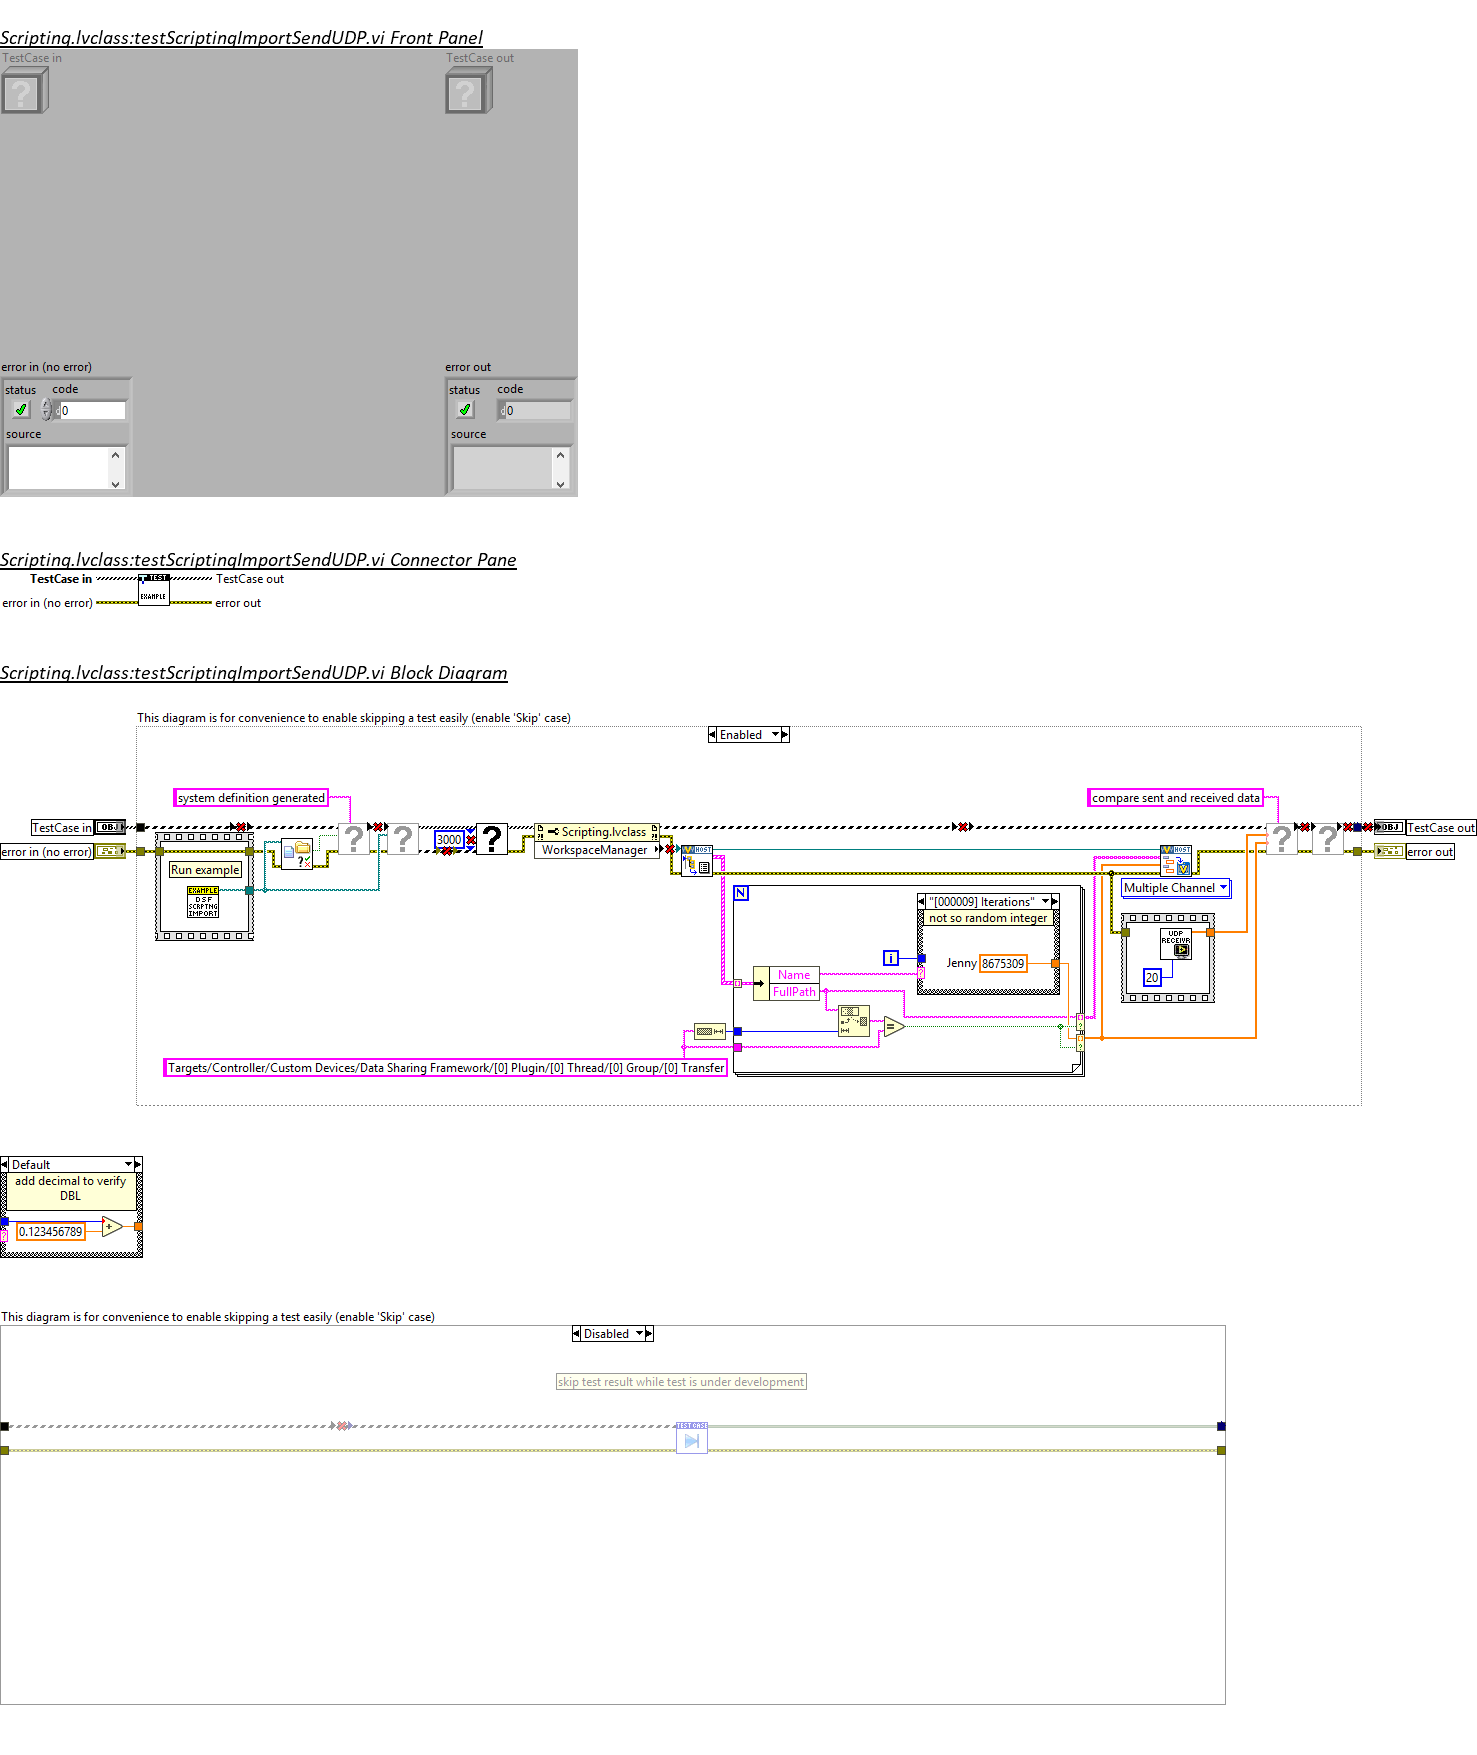 Scripting.lvclass:testScriptingImportSendUDP.vi Front Panel
TestCase in
TestCase out
?
?
error in (no error)
error out
status
code
status
code
0
0
source
source
Scripting.lvclass:testScriptingImportSendUDP.vi Connector Pane
TestCase in
TEST
TestCase out
error in (no error)
EXAMPLE
error out
Scripting.lvclass:testScriptingImportSendUDP.vi Block Diagram
This diagram is for convenience to enable skipping a test easily (enable 'Skip' case)
Enabled
system definition generated
compare sent and received data
TestCase in
OBJ
3000
Scripting.lvclass
OBJ
TestCase out
error in (no error)
WorkspaceManager
HOST
HOST
error out
Run example
EXAMPLE
DSF
SCRPTNG
IMPORT
Multiple Channel
N
"[000009] Iterations"
not so random integer
UDP
RECEIVR
i
Jenny
8675309
20
Name
FullPath
=
Targets/Controller/Custom Devices/Data Sharing Framework/[0] Plugin/[0] Thread/[0] Group/[0] Transfer
Default
add decimal to verify
DBL
0.123456789
+
This diagram is for convenience to enable skipping a test easily (enable 'Skip' case)
Disabled
skip test result while test is under development
TEST CASE